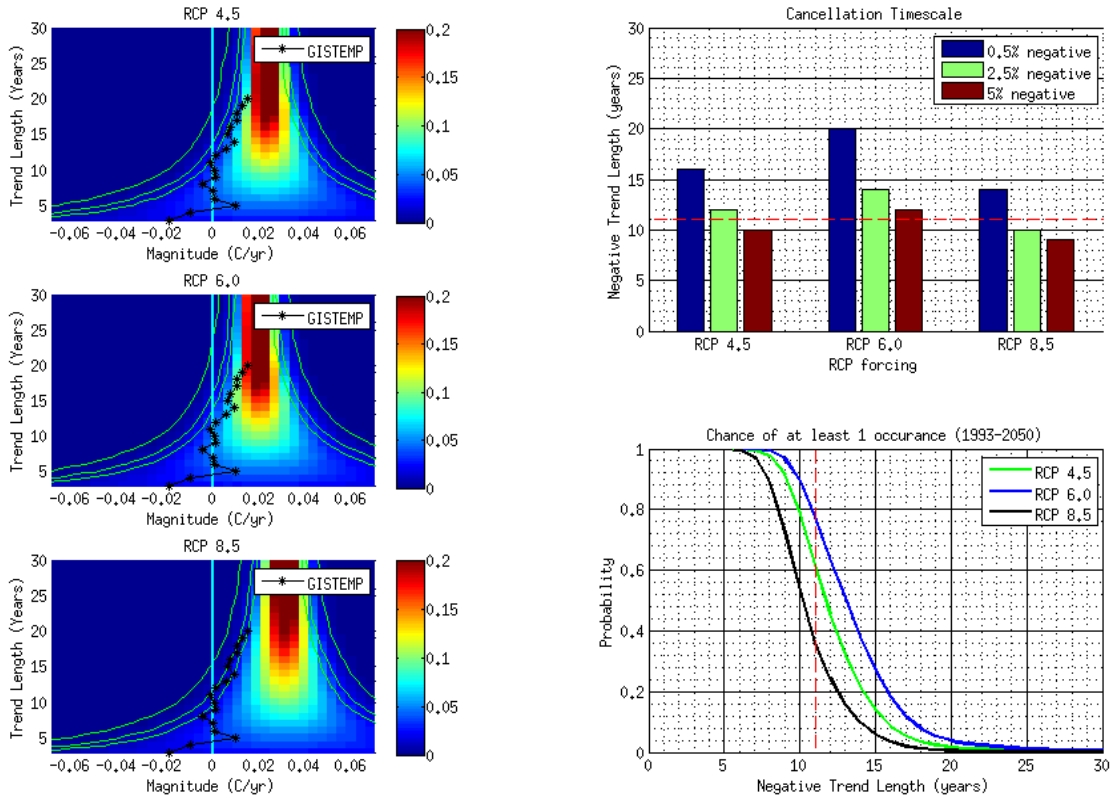 RCP 4.5
30
25
20
15
10
5
Trend Length (Years)
GISTEMP
-0.06 -0.04 -0.02 0 0.02 0.04 0.06
Magnitude (C/yr)
0.2
0.15
0.1
0.05
0
RCP 6.0
30
25
20
15
10
5
Trend Length (Years)
GISTEMP
-0.06 -0.04 -0.02 0 0.02 0.04 0.06
Magnitude (C/yr)
0.2
0.15
0.1
0.05
0
RCP 8.5
30
25
20
15
10
5
Trend Length (Years)
GISTEMP
-0.06 -0.04 -0.02 0 0.02 0.04 0.06
Magnitude (C/yr)
0.2
0.15
0.1
0.05
0
Cancellation Timescale
30
25
20
15
10
5
0
Negative Trend Length (years)
0.5% negative
2.5% negative
5% negative
RCP 4.5 RCP 6.0 RCP 8.5
RCP forcing
Chance of at least 1 occurance (1993-2050)
1
0.8
0.6
0.4
0.2
0
Probability
RCP 4.5
RCP 6.0
RCP 8.5
0 5 10 15 20 25 30
Negative Trend Length (years)